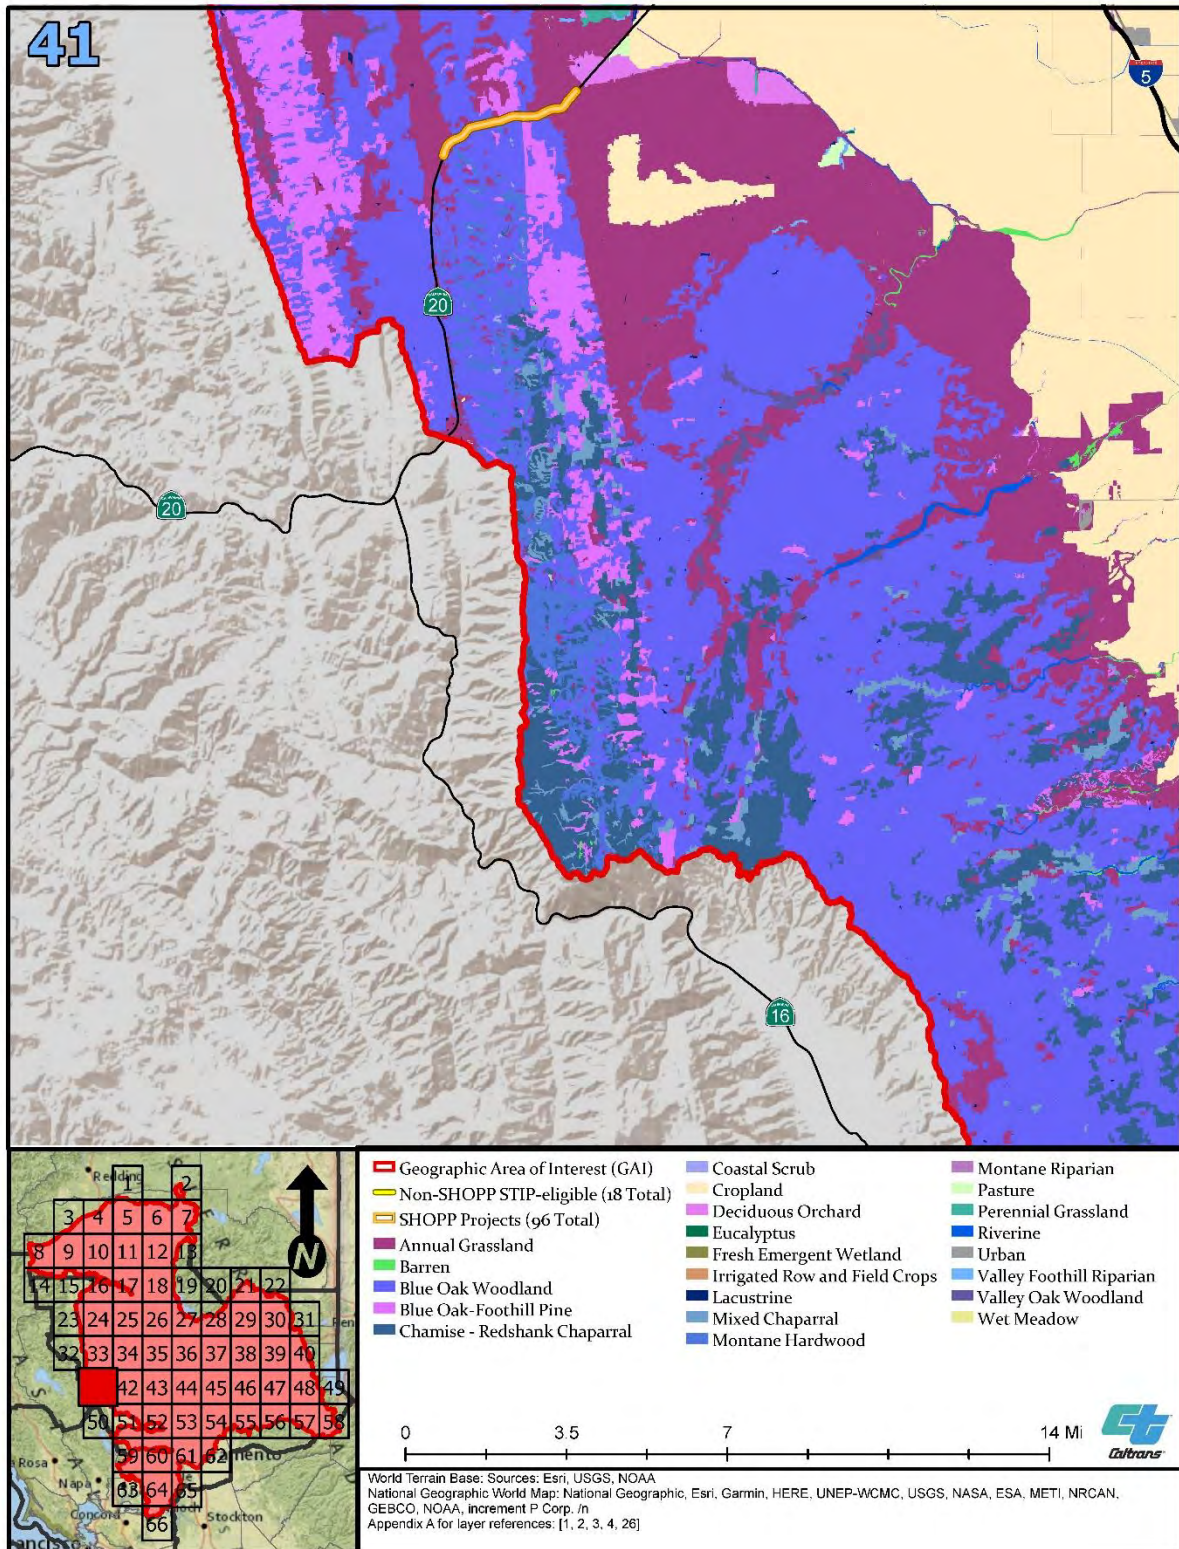 41
5
20
20
16
Redding
1 2
3 4 5 6 7
8 9 10 11 12 13
14 15 16 17 18 19 20 21 22
23 24 25 26 27 28 29 30 31
32 33 34 35 36 37 38 39 40
42 43 44 45 46 47 48 49
50 51 52 53 54 55 56 57 58
59 60 61 62
Napa 63 64 65
Concord 66 Stockton
N
Geographic Area of Interest (GAI)
Non-SHOPP STIP-eligible (18 Total)
SHOPP Projects (96 Total)
Annual Grassland
Barren
Blue Oak Woodland
Blue Oak-Foothill Pine
Chamise - Redshank Chaparral
Coastal Scrub
Cropland
Deciduous Orchard
Eucalyptus
Fresh Emergent Wetland
Irrigated Row and Field Crops
Lacustrine
Mixed Chaparral
Montane Hardwood
Montane Riparian
Pasture
Perennial Grassland
Riverine
Urban
Valley Foothill Riparian
Valley Oak Woodland
Wet Meadow
0 3.5 7 14 Mi
Caltrans
World Terrain Base: Sources: Esri, USGS, NOAA
National Geographic World Map: National Geographic, Esri, Garmin, HERE, UNEP-WCMC, USGS, NASA, ESA, METI, NRCAN,
GEBCO, NOAA, increment P Corp. /n
Appendix A for layer references: [1, 2, 3, 4, 26]